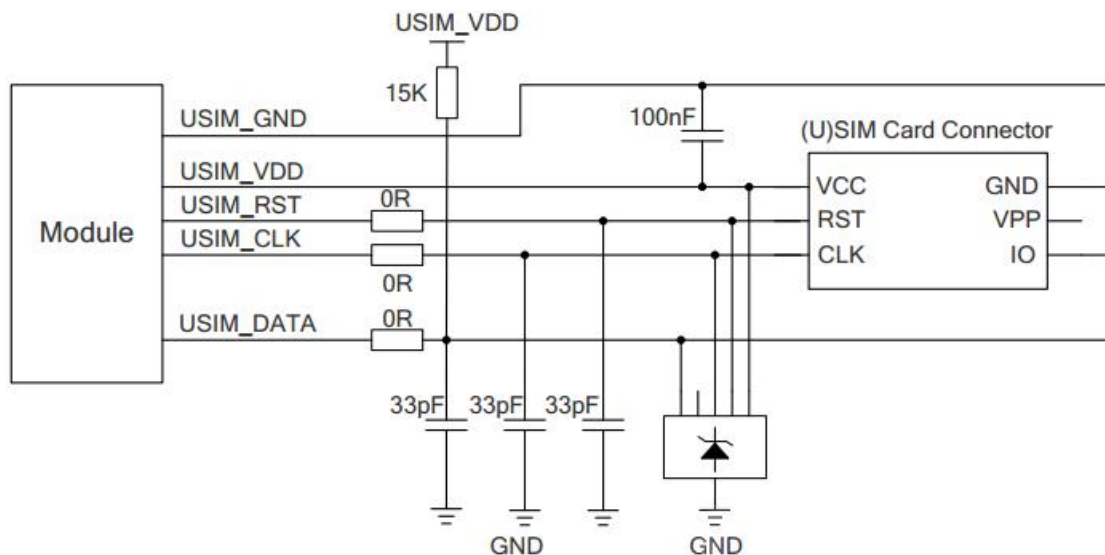 USIM_VDD
15K
USIM_GND
100nF
(U)SIM Card Connector
USIM_VDD
VCC
GND
USIM_RST
0R
RST
VPP
Module
USIM_CLK
CLK
IO
0R
USIM_DATA
0R
33pF
33pF
33pF
GND
GND